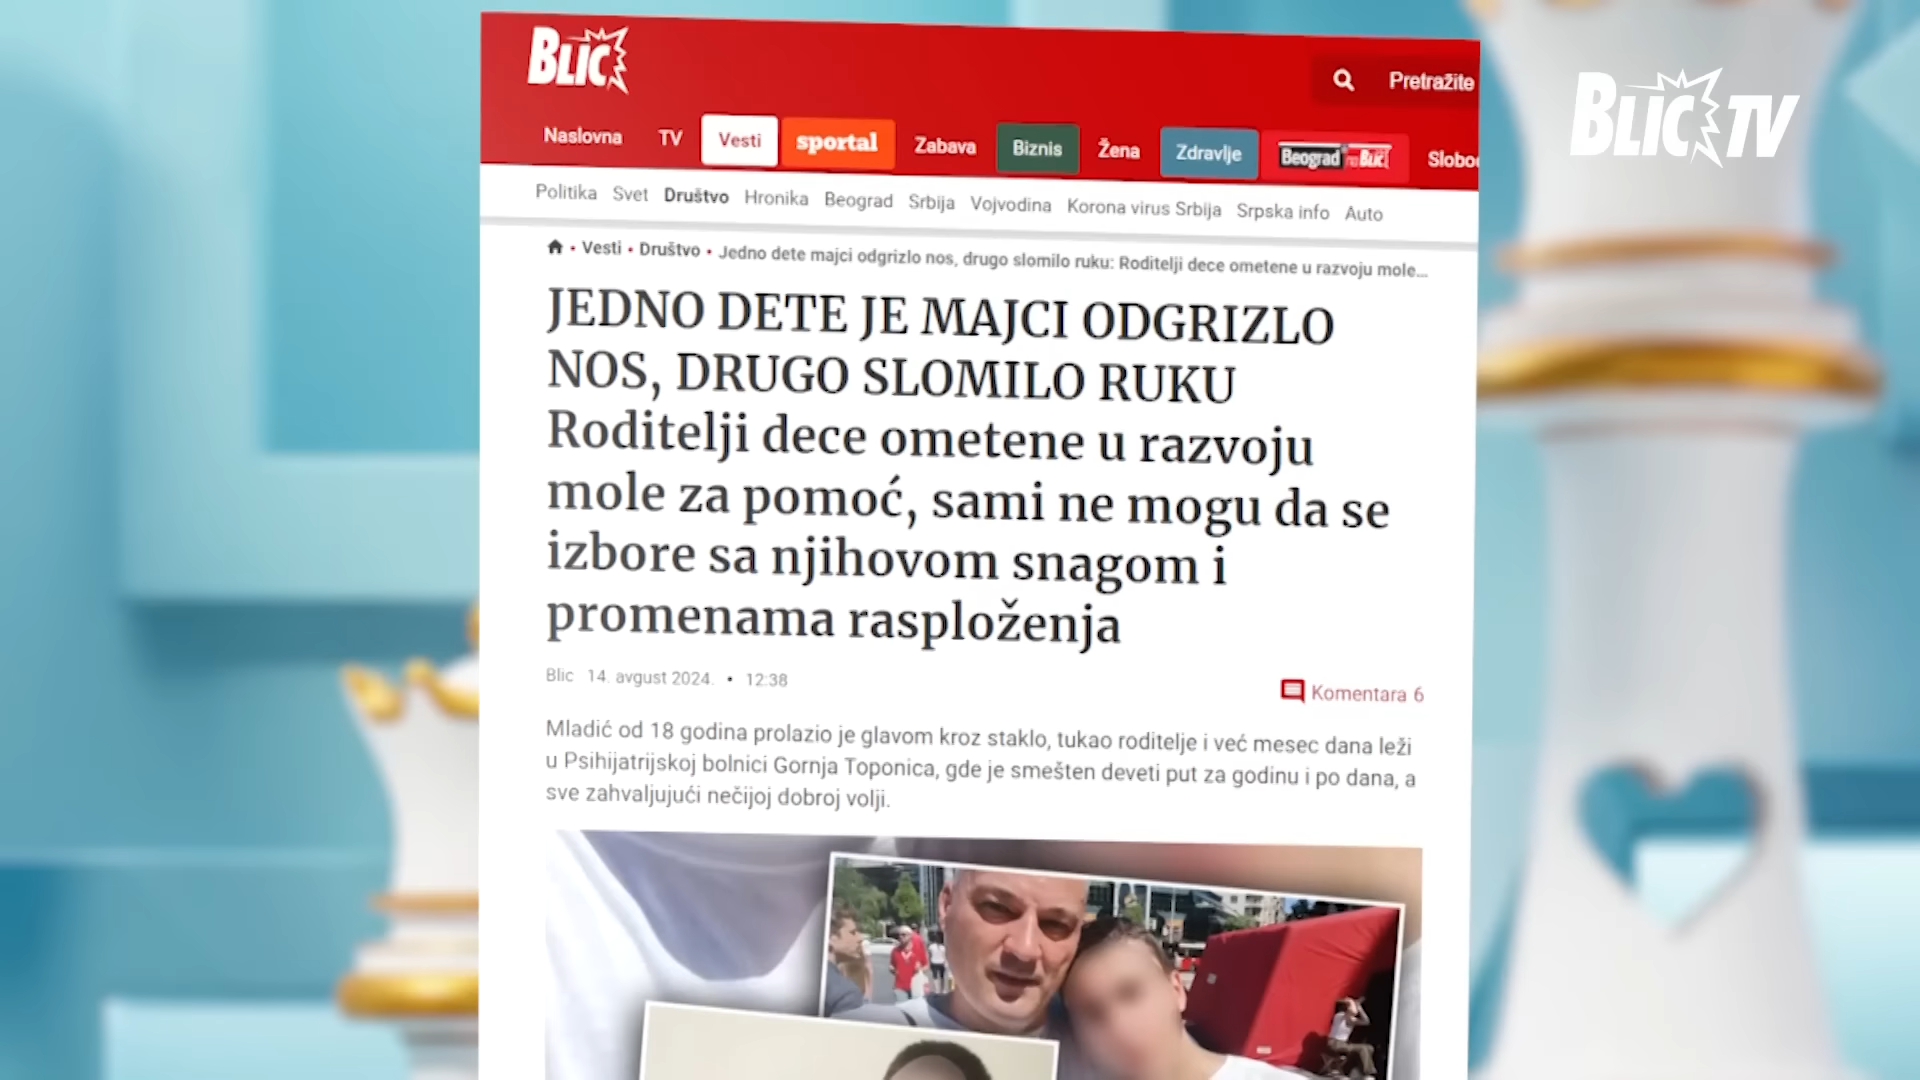 BLIC
Pretražite
BLIC TV
Naslovna TV Vesti sportal Zabava Biznis Žena Zdravlje Beograd na Blic Slobo
Politika Svet Društvo Hronika Beograd Srbija Vojvodina Korona virus Srbija Srpska info Auto
• Vesti • Društvo • Jedno dete majci odgrizlo nos, drugo slomilo ruku: Roditelji dece ometene u razvoju mole...
JEDNO DETE JE MAJCI ODGRIZLO
NOS, DRUGO SLOMILO RUKU
Roditelji dece ometene u razvoju
mole za pomoć, sami ne mogu da se
izbore sa njihovom snagom i
promenama rasploženja
Blic 14. avgust 2024. • 12:38
Komentara 6
Mladić od 18 godina prolazio je glavom kroz staklo, tukao roditelje i već mesec dana leži
u Psihijatrijskoj bolnici Gornja Toponica, gde je smešten deveti put za godinu i po dana, a
sve zahvaljujući nečijoj dobroj volji.